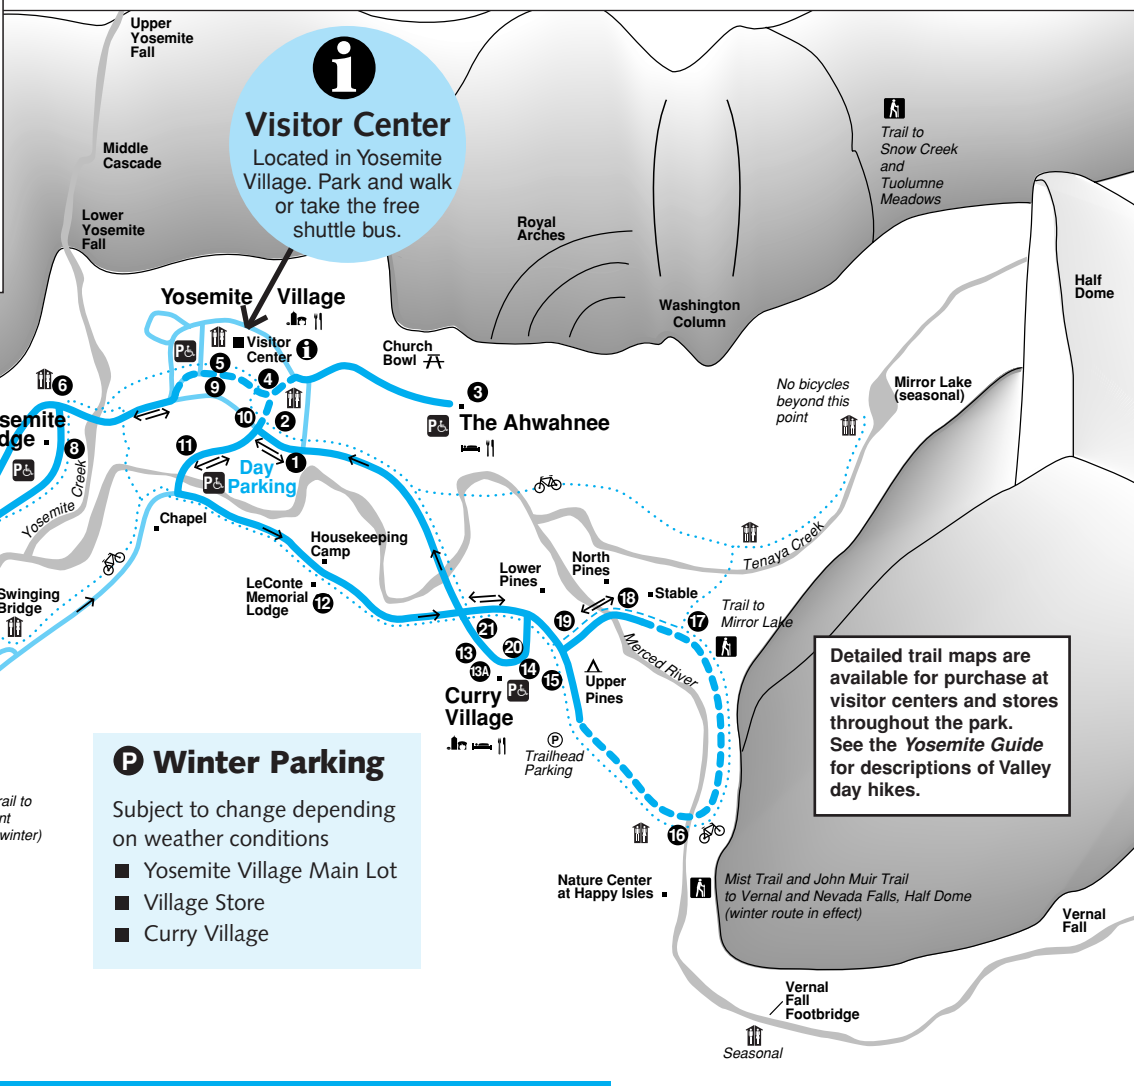 Upper
Yosemite
Fall
i
Visitor Center
Located in Yosemite
Village. Park and walk
or take the free
shuttle bus.
Middle
Cascade
Trail to
Snow Creek
and
Tuolumne
Meadows
Lower
Yosemite
Fall
Royal
Arches
Half
Dome
Yosemite Village
Washington
Column
Visitor
Center
i
P
5
Church
Bowl
4
6
9
3
No bicycles
beyond this
point
Mirror Lake
(seasonal)
semite
dge
10
2
P
The Ahwahnee
8
11
1
P
P
Day
Parking
Yosemite Creek
Chapel
Housekeeping
Camp
Tenaya Creek
Swinging
Bridge
LeConte
Memorial
Lodge
12
Lower
Pines
North
Pines
18
Stable
19
17
Trail to
Mirror Lake
21
20
13
13A
14
15
P
Merced River
Upper
Pines
Curry
Village
P
Trailhead
Parking
Detailed trail maps are
available for purchase at
visitor centers and stores
throughout the park.
See the Yosemite Guide
for descriptions of Valley
day hikes.
P Winter Parking
Subject to change depending
on weather conditions
Yosemite Village Main Lot
Village Store
Curry Village
rail to
nt
winter)
16
Nature Center
at Happy Isles
Mist Trail and John Muir Trail
to Vernal and Nevada Falls, Half Dome
(winter route in effect)
Vernal
Fall
Vernal
Fall
Footbridge
Seasonal